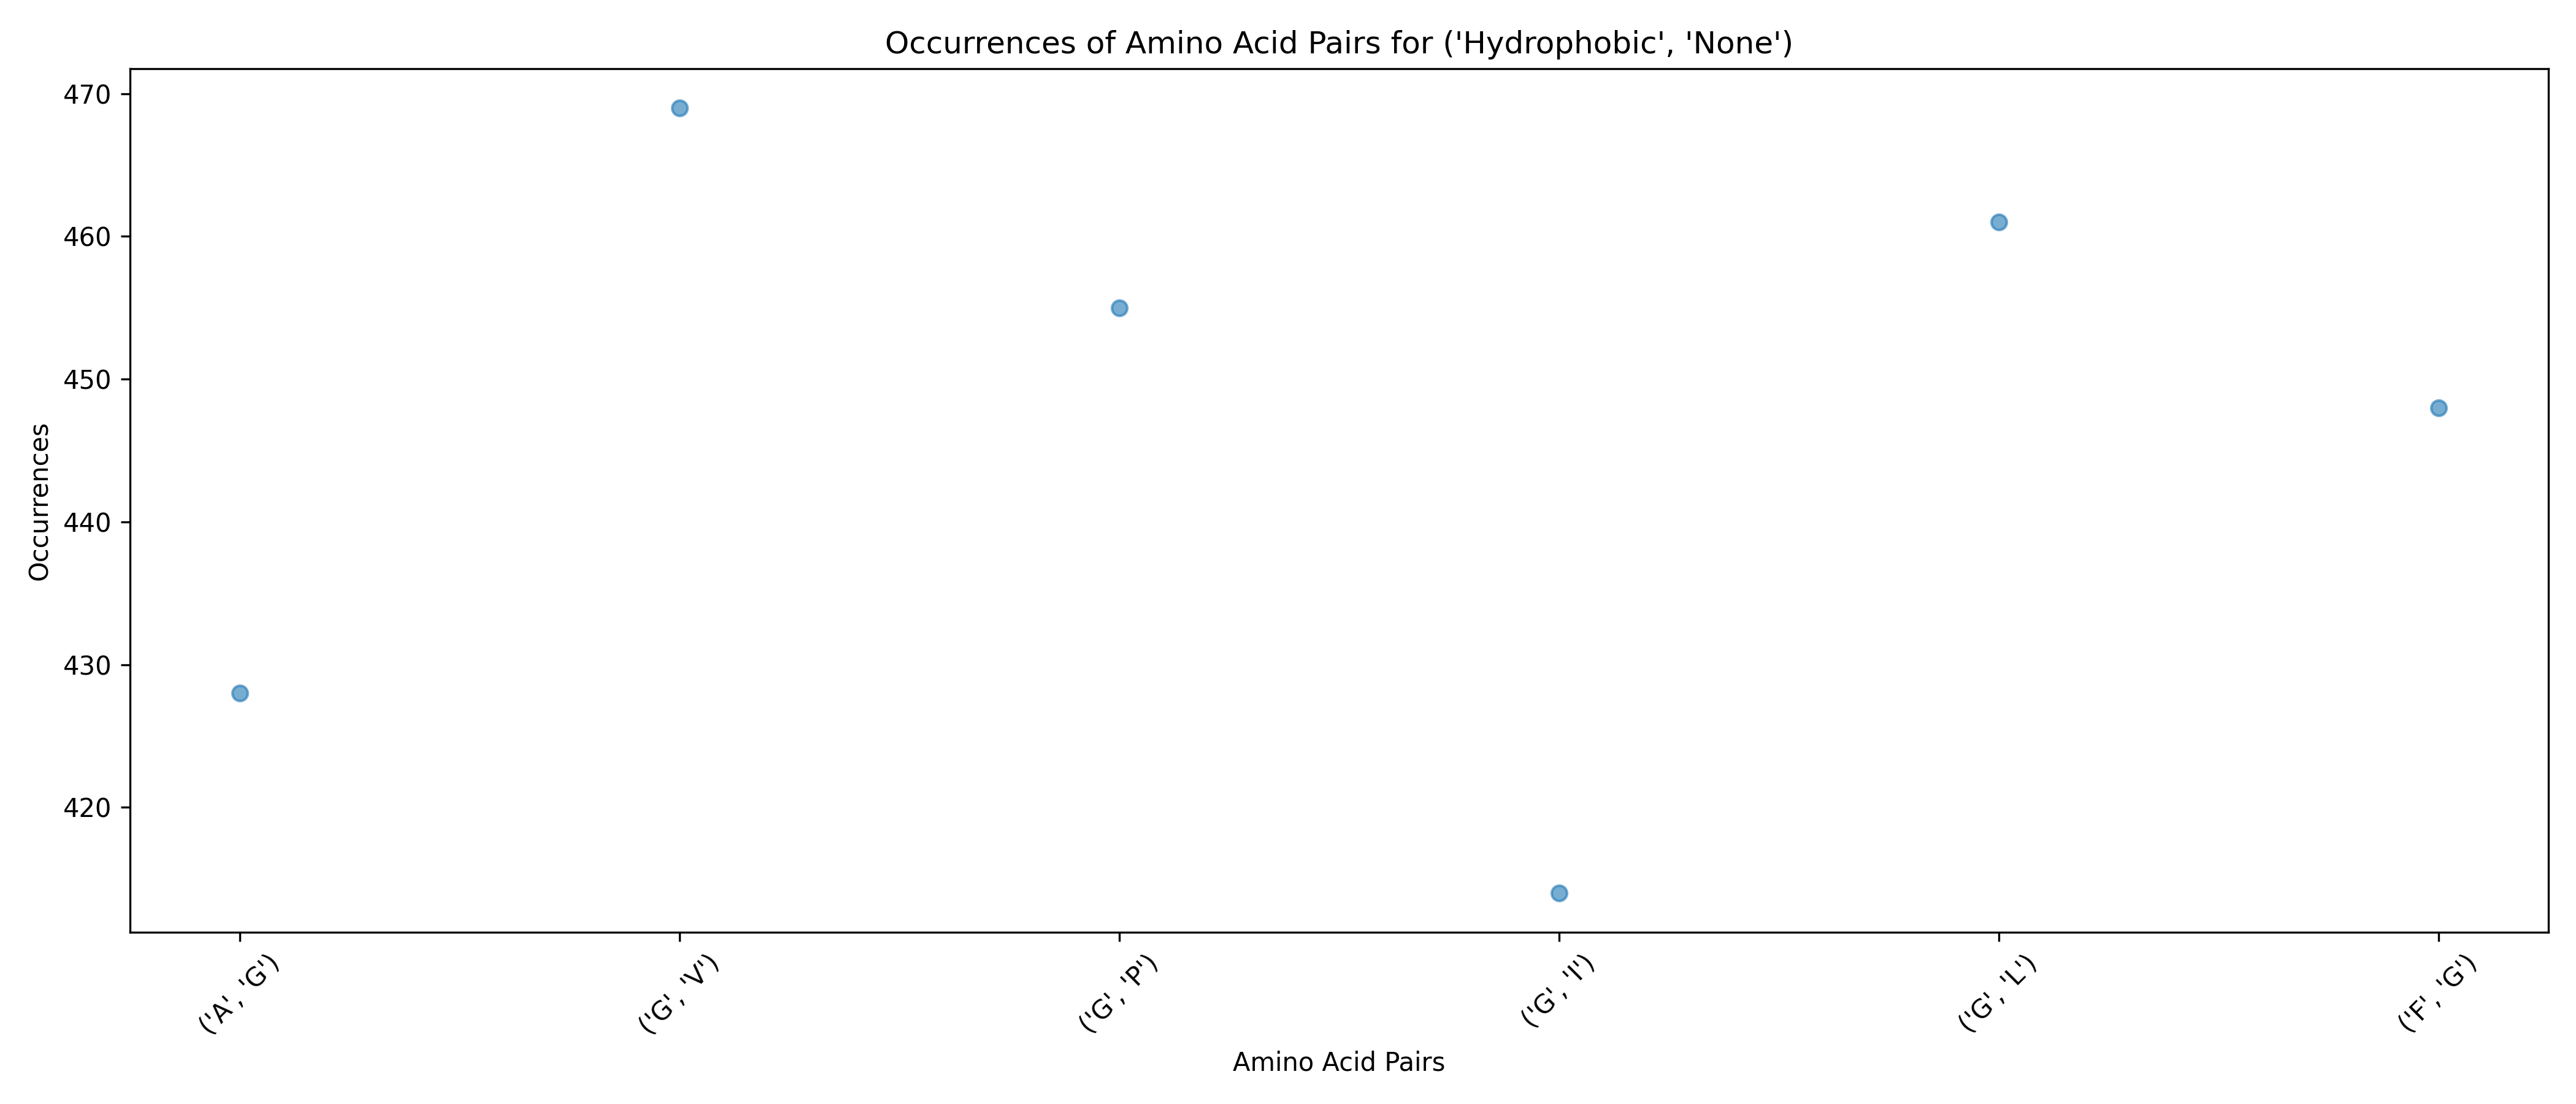 Occurrences of Amino Acid Pairs for ('Hydrophobic', 'None')
470
460
450
440
430
420
Occurrences
('A', 'G')
('G', 'V')
('G', 'P')
('G', 'I')
('G', 'L')
('F', 'G')
Amino Acid Pairs